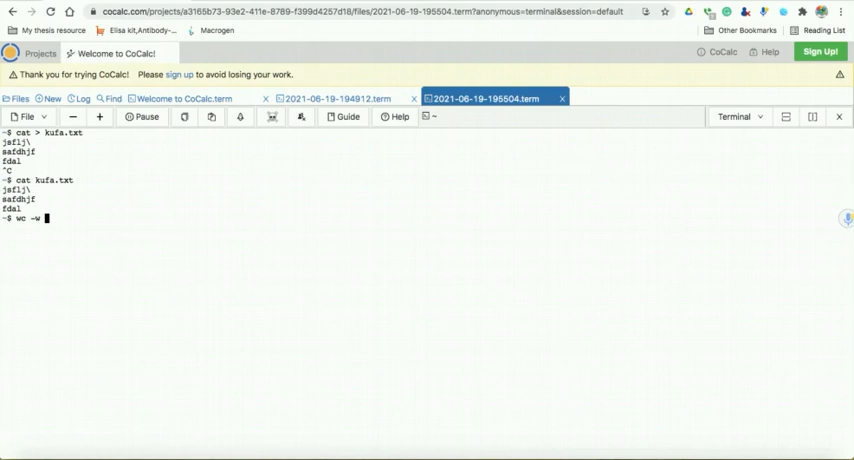 cocalc.com/projects/a3165b73-93e2-411e-8789-f399d4257d18/files/2021-06-19-195504.term?anonymous=terminal&session=default
My thesis resource Elisa kit,Antibody-... Macrogen Other Bookmarks Reading List
Projects Welcome to CoCalc! CoCalc Help Sign Up!
Thank you for trying CoCalc! Please sign up to avoid losing your work.
Files New Log Find Welcome to CoCalc.term x 2021-06-19-194912.term x 2021-06-19-195504.term x
File Pause Guide Help ~ Terminal
~$ cat > kufa.txt
jsflj\
safdhjf
fdal
^C
~$ cat kufa.txt
jsflj\
safdhjf
fdal
~$ wc -w